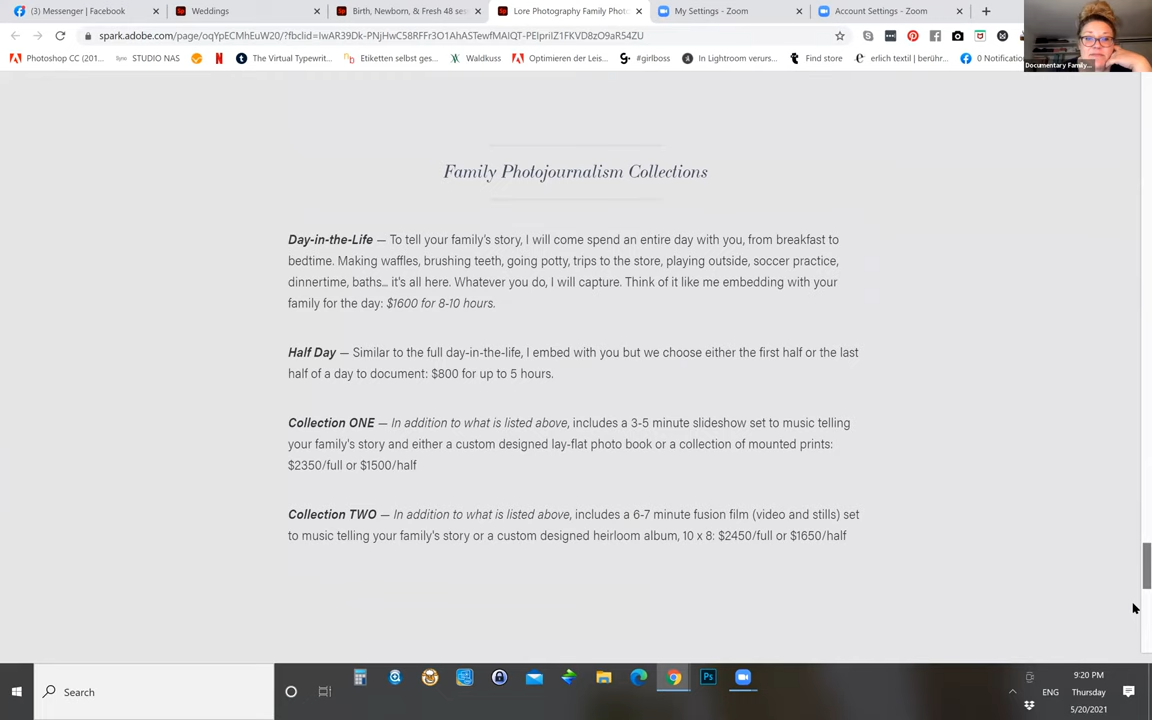 (3) Messenger | Facebook
Weddings
Birth, Newborn, & Fresh 48 se
Lore Photography Family Phot
My Settings - Zoom
Account Settings - Zoom
spark.adobe.com/page/oqYpECMhEuW20/?fbclid=IwAR39Dk-PNjHwC58RFFr3O1AhASTewfMAlQT-PElpriIZ1FKVD8zO9aR54ZU
Photoshop CC (201...
STUDIO NAS
The Virtual Typewrit...
Etiketten selbst ges...
Waldkuss
Optimieren der Leis...
#girlboss
In Lightroom verurs...
Find store
erlich textil | berühr...
0 Notification
Documentary Family...
Family Photojournalism Collections
Day-in-the-Life — To tell your family's story, I will come spend an entire day with you, from breakfast to
bedtime. Making waffles, brushing teeth, going potty, trips to the store, playing outside, soccer practice,
dinnertime, baths... it's all here. Whatever you do, I will capture. Think of it like me embedding with your
family for the day: $1600 for 8-10 hours.
Half Day — Similar to the full day-in-the-life, I embed with you but we choose either the first half or the last
half of a day to document: $800 for up to 5 hours.
Collection ONE — In addition to what is listed above, includes a 3-5 minute slideshow set to music telling
your family's story and either a custom designed lay-flat photo book or a collection of mounted prints:
$2350/full or $1500/half
Collection TWO — In addition to what is listed above, includes a 6-7 minute fusion film (video and stills) set
to music telling your family's story or a custom designed heirloom album, 10 x 8: $2450/full or $1650/half
Search
Ps
ENG
9:20 PM
Thursday
5/20/2021